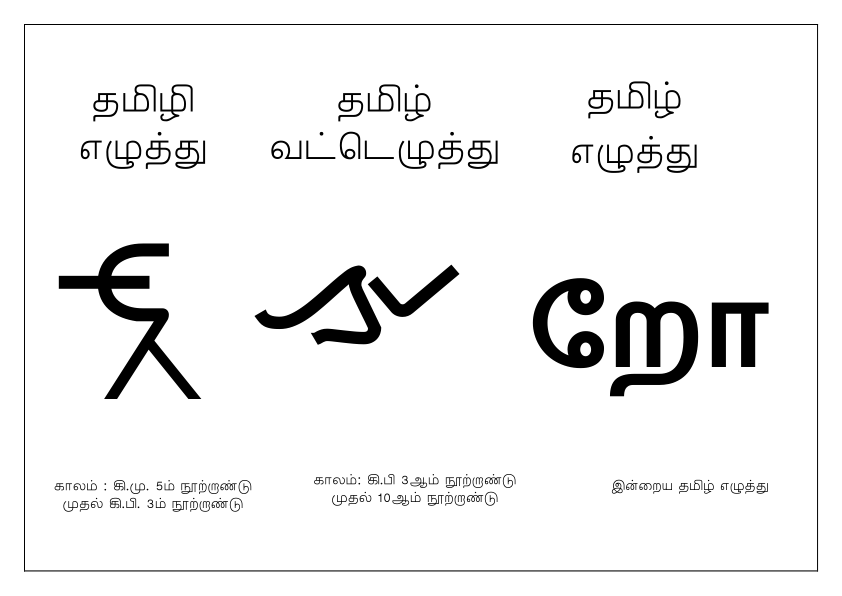 தமிழி
எழுத்து
தமிழ்
வட்டெழுத்து
தமிழ்
எழுத்து
றோ
காலம் : கி.மு. 5ம் நூற்றாண்டு
முதல் கி.பி. 3ம் நூற்றாண்டு
காலம்: கி.பி 3ஆம் நூற்றாண்டு
முதல் 10ஆம் நூற்றாண்டு
இன்றைய தமிழ் எழுத்து